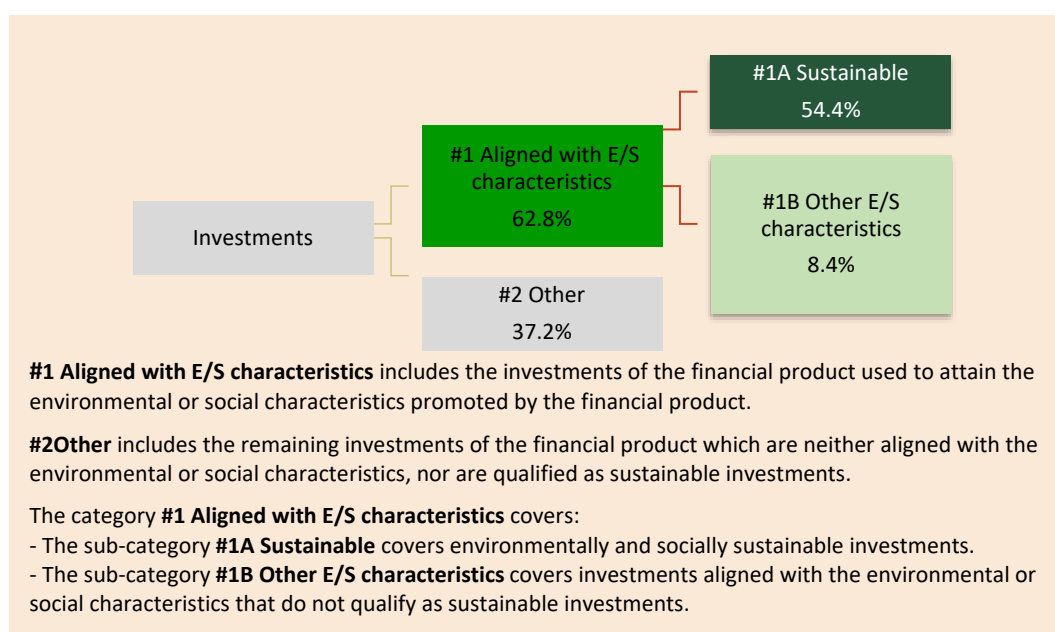 #1A Sustainable
54.4%
#1 Aligned with E/S
characteristics
62.8%
#1B Other E/S
characteristics
8.4%
Investments
#2 Other
37.2%
#1 Aligned with E/S characteristics includes the investments of the financial product used to attain the
environmental or social characteristics promoted by the financial product.
#2Other includes the remaining investments of the financial product which are neither aligned with the
environmental or social characteristics, nor are qualified as sustainable investments.
The category #1 Aligned with E/S characteristics covers:
- The sub-category #1A Sustainable covers environmentally and socially sustainable investments.
- The sub-category #1B Other E/S characteristics covers investments aligned with the environmental or
social characteristics that do not qualify as sustainable investments.